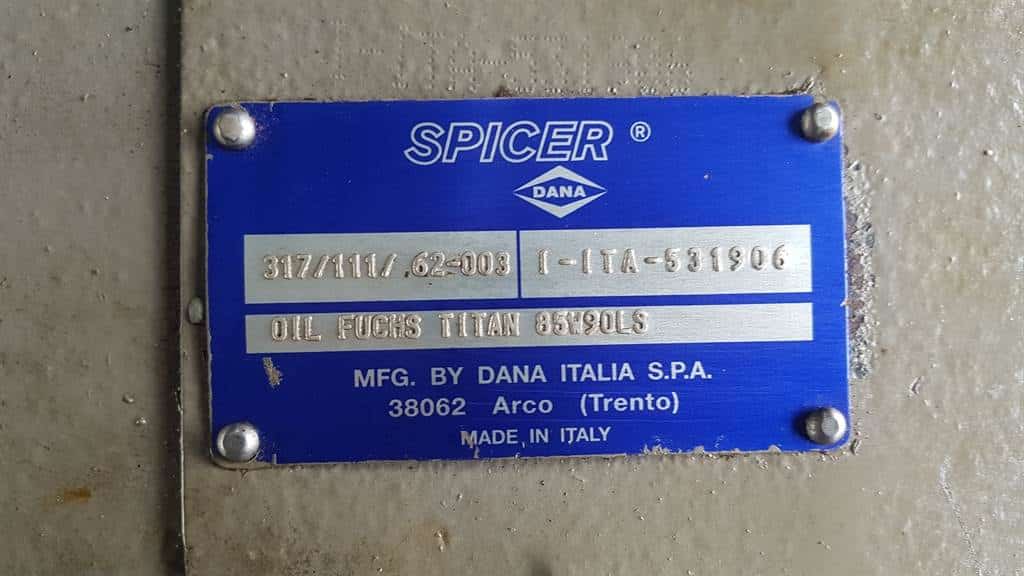 SPICER ®
DANA
317/111/.62-003 I-ITA-531906
OIL FUCHS TITAN 85W90LS
MFG. BY DANA ITALIA S.P.A.
38062 Arco (Trento)
MADE IN ITALY